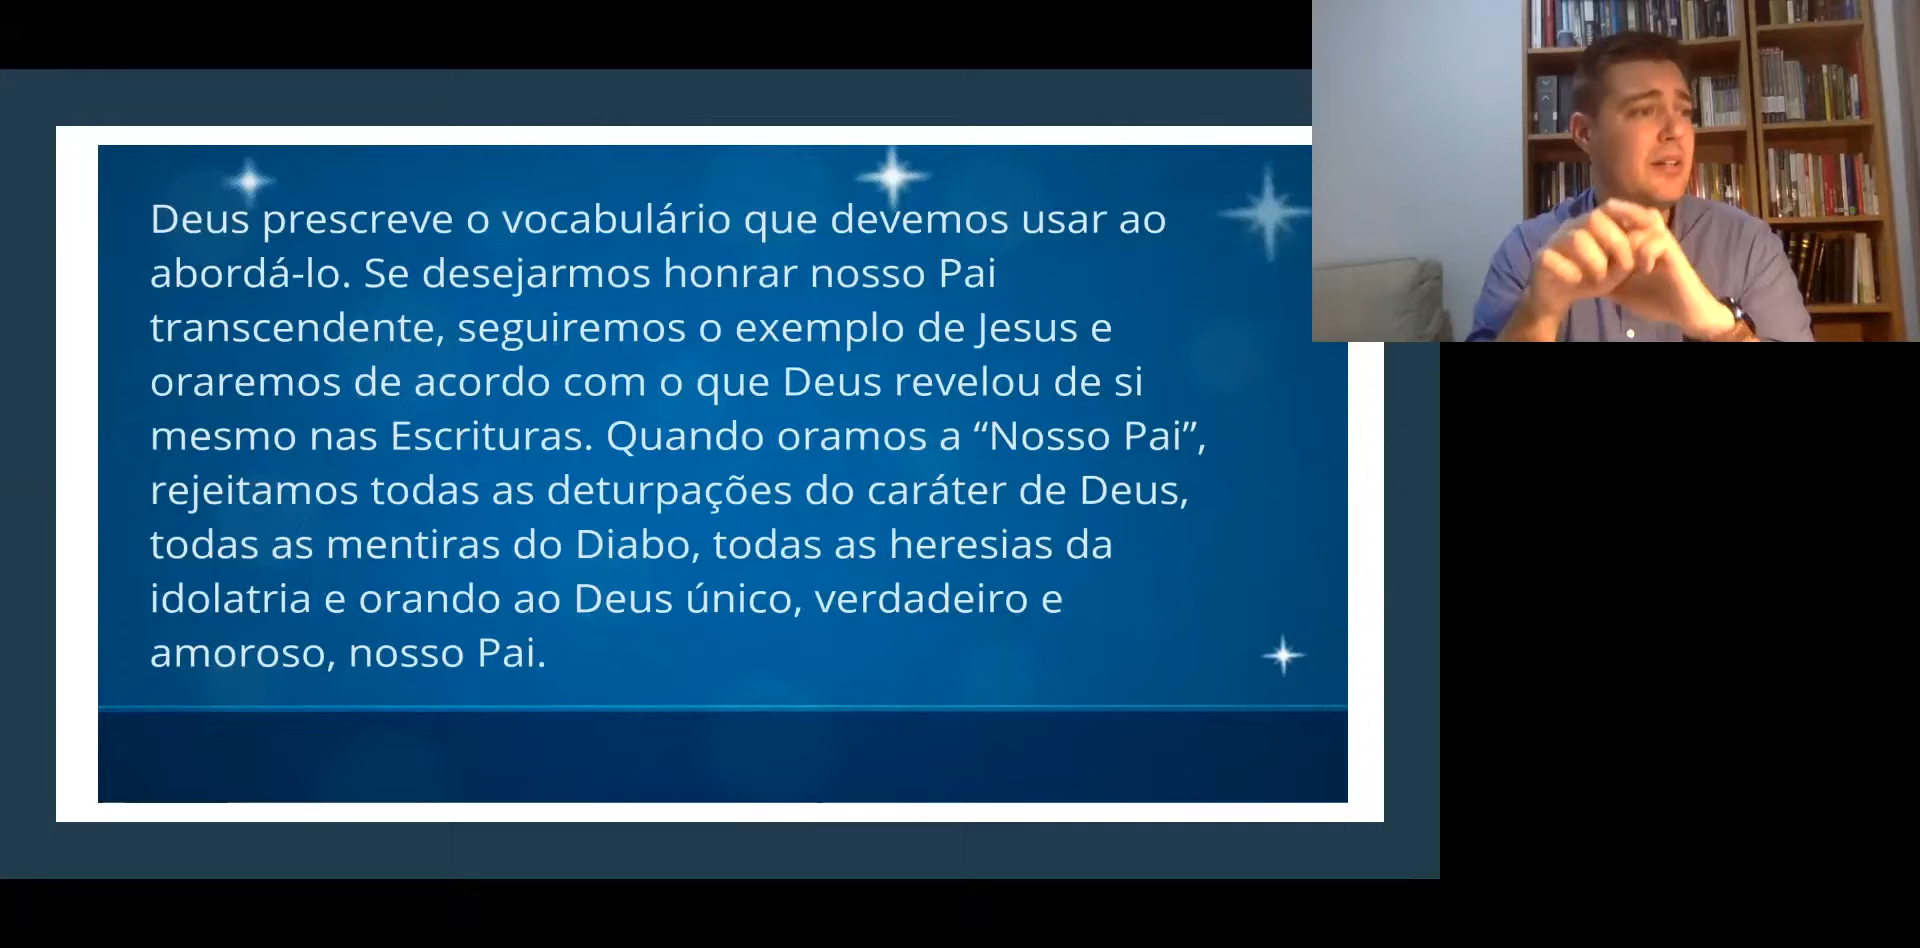 Deus prescreve o vocabulário que devemos usar ao
abordá-lo. Se desejarmos honrar nosso Pai
transcendente, seguiremos o exemplo de Jesus e
oraremos de acordo com o que Deus revelou de si
mesmo nas Escrituras. Quando oramos a “Nosso Pai”,
rejeitamos todas as deturpações do caráter de Deus,
todas as mentiras do Diabo, todas as heresias da
idolatria e orando ao Deus único, verdadeiro e
amoroso, nosso Pai.